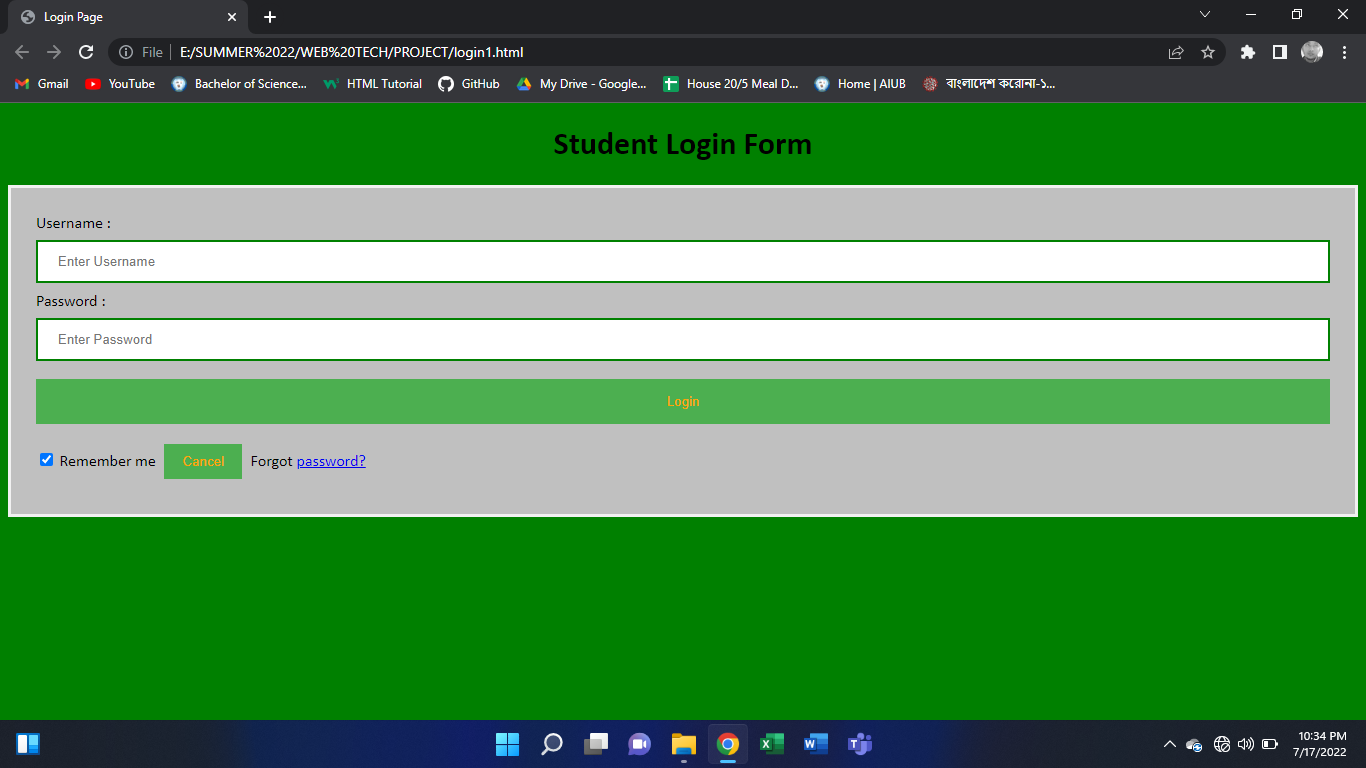 Login Page
File E:/SUMMER%2022/WEB%20TECH/PROJECT/login1.html
Gmail YouTube Bachelor of Science... HTML Tutorial GitHub My Drive - Google... House 20/5 Meal D... Home | AIUB বাংলাদেশ করোনা-১...
Student Login Form
Username :
Enter Username
Password :
Enter Password
Login
Remember me Cancel Forgot password?
10:34 PM
7/17/2022